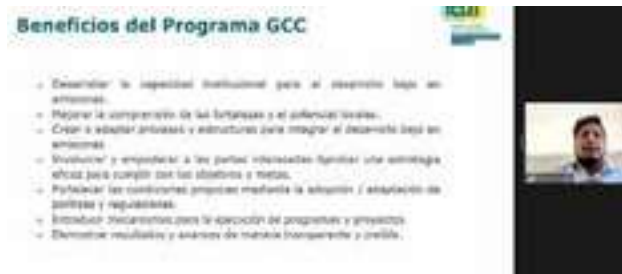 Beneficios del Programa GCC
Desarrollar la capacidad institucional para el desarrollo bajo en
emisiones.
Mejorar la comprensión de las fortalezas y el potencial locales.
Crear o adaptar procesos y estructuras para integrar el desarrollo bajo en
emisiones
Involucrar y empoderar a las partes interesadas Aprobar una estrategia
eficaz para cumplir con los objetivos y metas.
Fortalecer las condiciones propicias mediante la adopción / adaptación de
políticas y regulaciones.
Introducir mecanismos para la ejecución de programas y proyectos.
Demostrar resultados y avances de manera transparente y creíble.